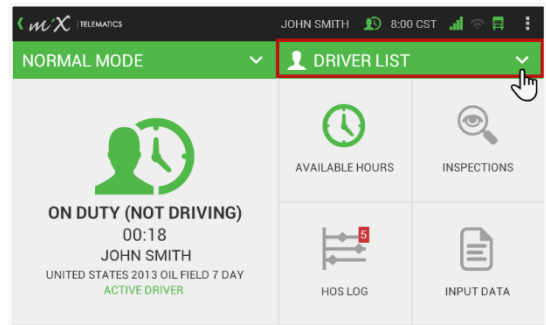 mix TELEMATICS JOHN SMITH 8:00 CST
NORMAL MODE
DRIVER LIST
AVAILABLE HOURS
INSPECTIONS
ON DUTY (NOT DRIVING)
00:18
JOHN SMITH
UNITED STATES 2013 OIL FIELD 7 DAY
ACTIVE DRIVER
5
HOS LOG
INPUT DATA